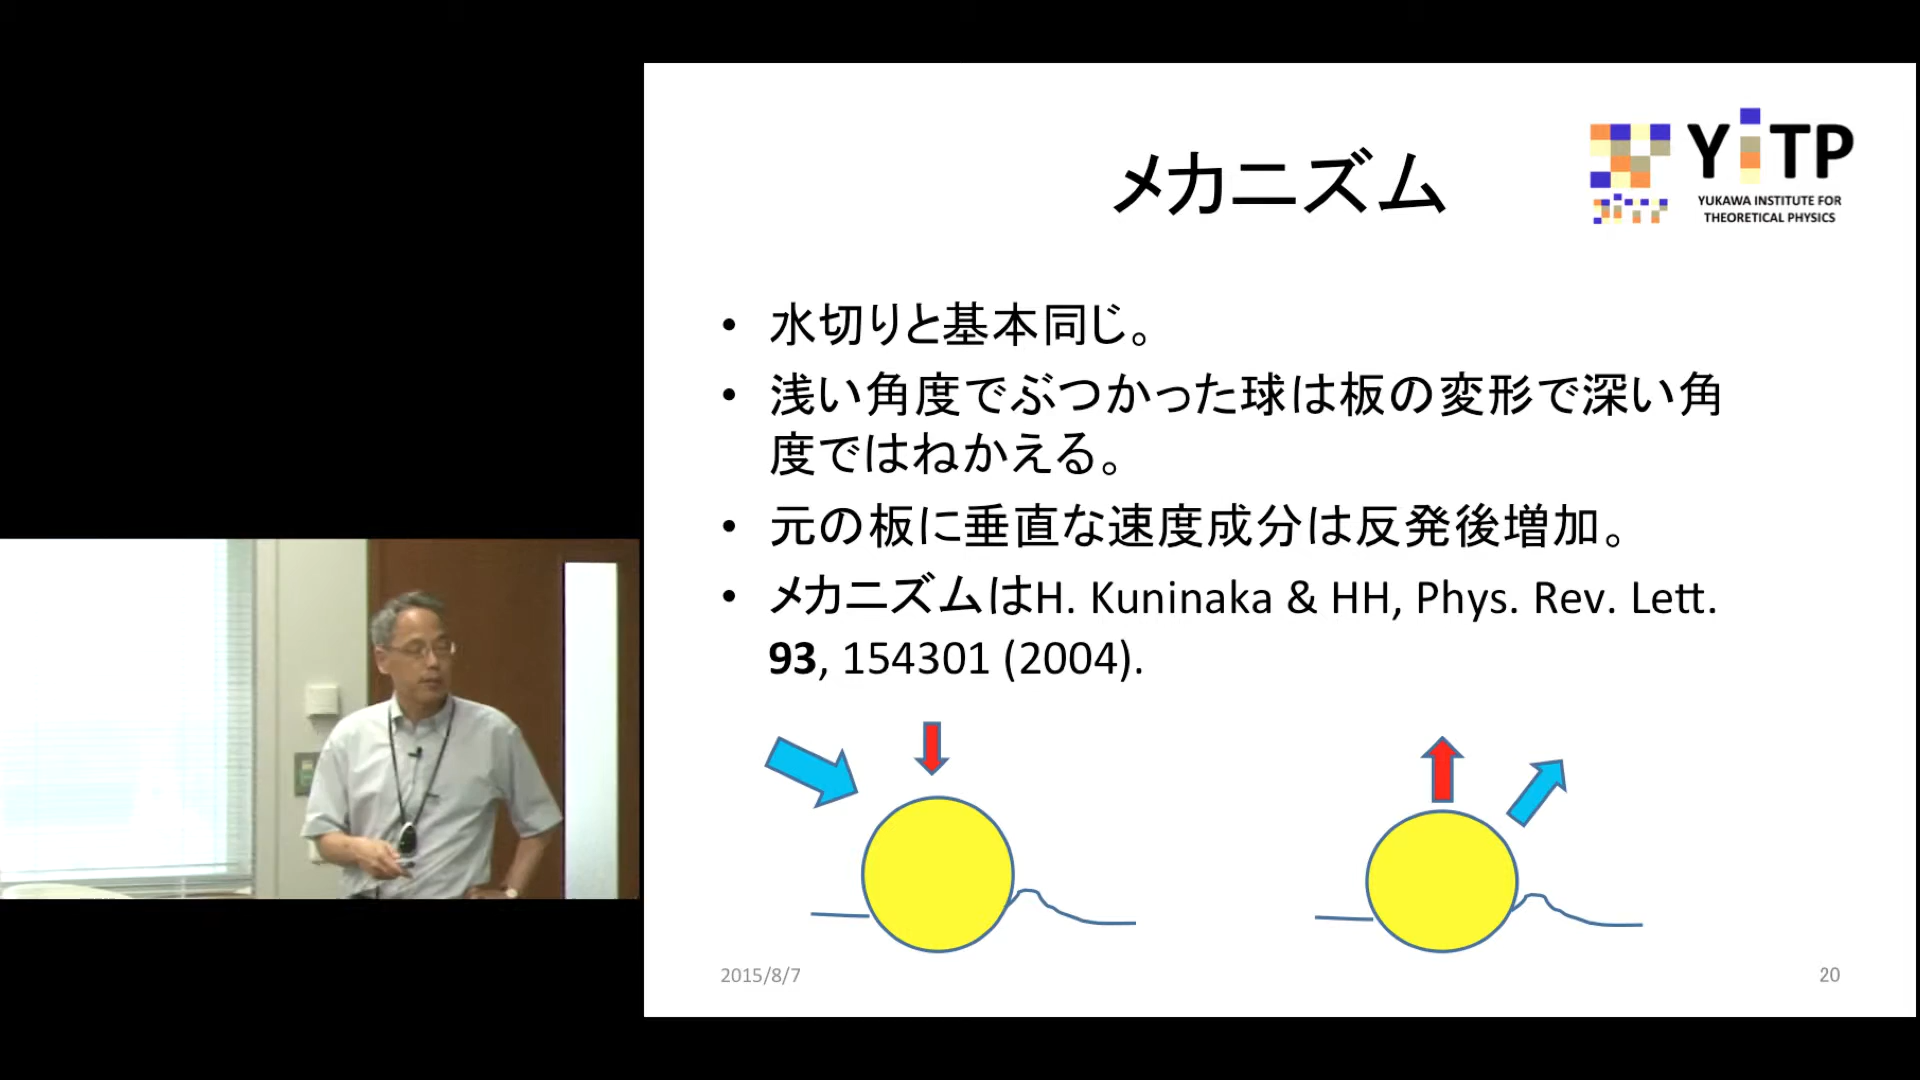 メカニズム
YiTP
YUKAWA INSTITUTE FOR
THEORETICAL PHYSICS
• 水切りと基本同じ。
• 浅い角度でぶつかった球は板の変形で深い角
度ではねかえる。
• 元の板に垂直な速度成分は反発後増加。
• メカニズムはH. Kuninaka & HH, Phys. Rev. Lett.
93, 154301 (2004).
2015/8/7
20